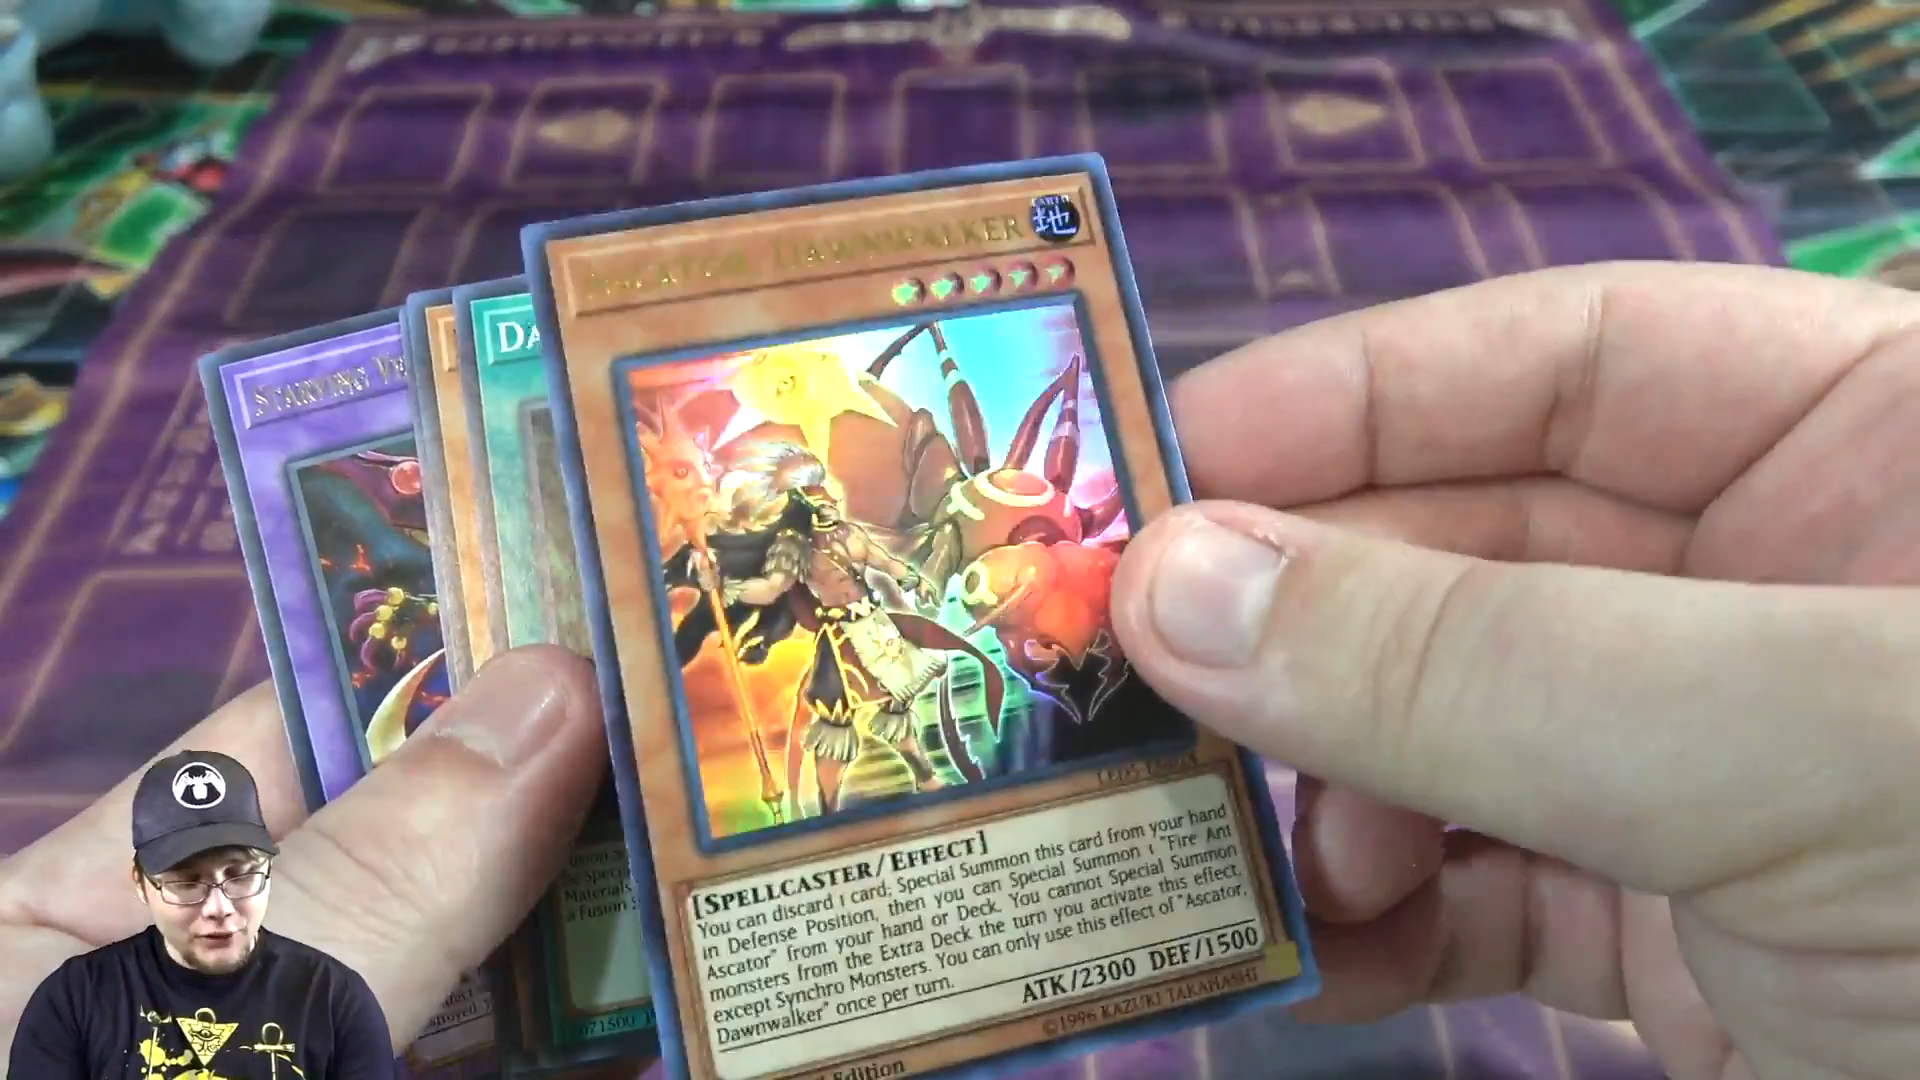 ASCATOR, DAWNWALKER
EARTH
地
STARVING VE
DA
[SPELLCASTER/EFFECT]
You can discard 1 card; Special Summon this card from your hand
in Defense Position, then you can Special Summon 1 "Fire Ant
Ascator" from your hand or Deck. You cannot Special Summon
monsters from the Extra Deck the turn you activate this effect,
except Synchro Monsters. You can only use this effect of "Ascator,
Dawnwalker" once per turn.
ATK/2300 DEF/1500
©1996 KAZUKI TAKAHASHI
Edition
Materials
a Fusion S
071500
stroyed